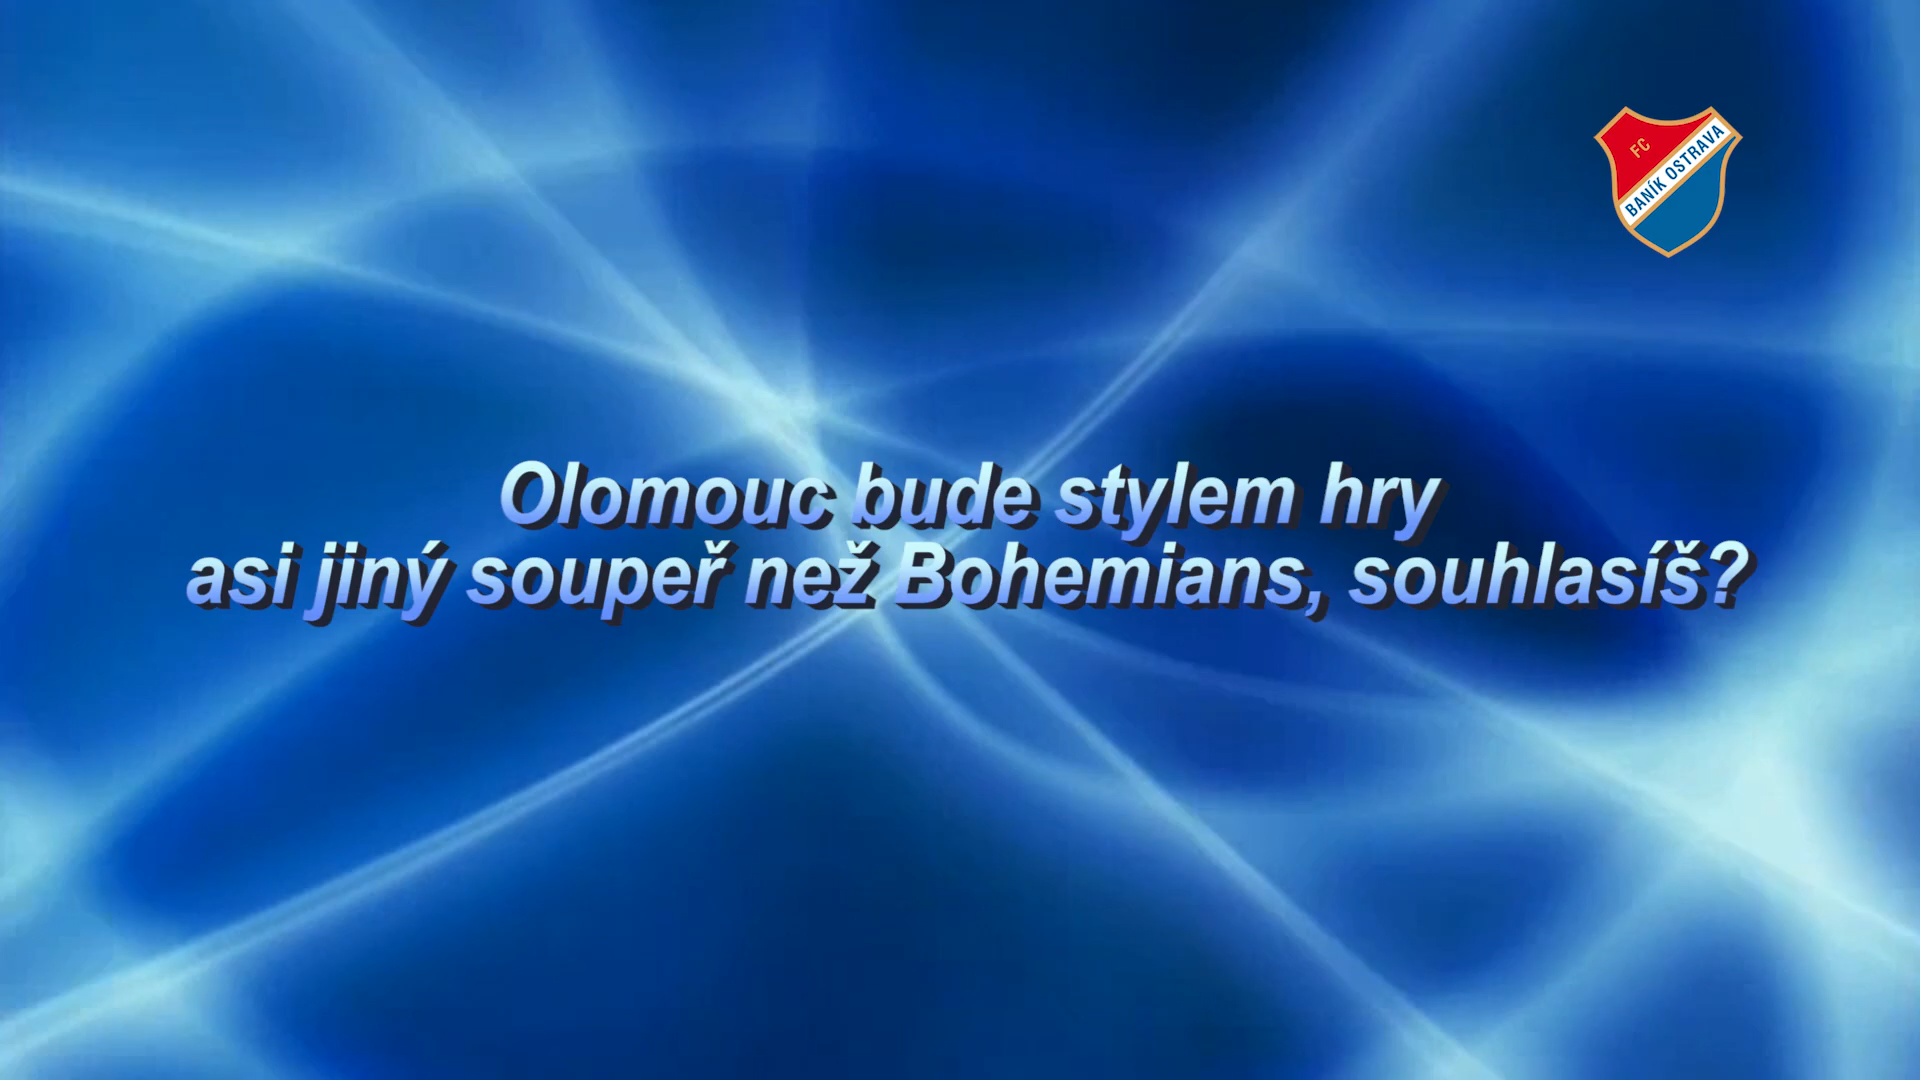 FC
BANÍK OSTRAVA
Olomouc bude stylem hry
asi jiný soupeř než Bohemians, souhlasíš?